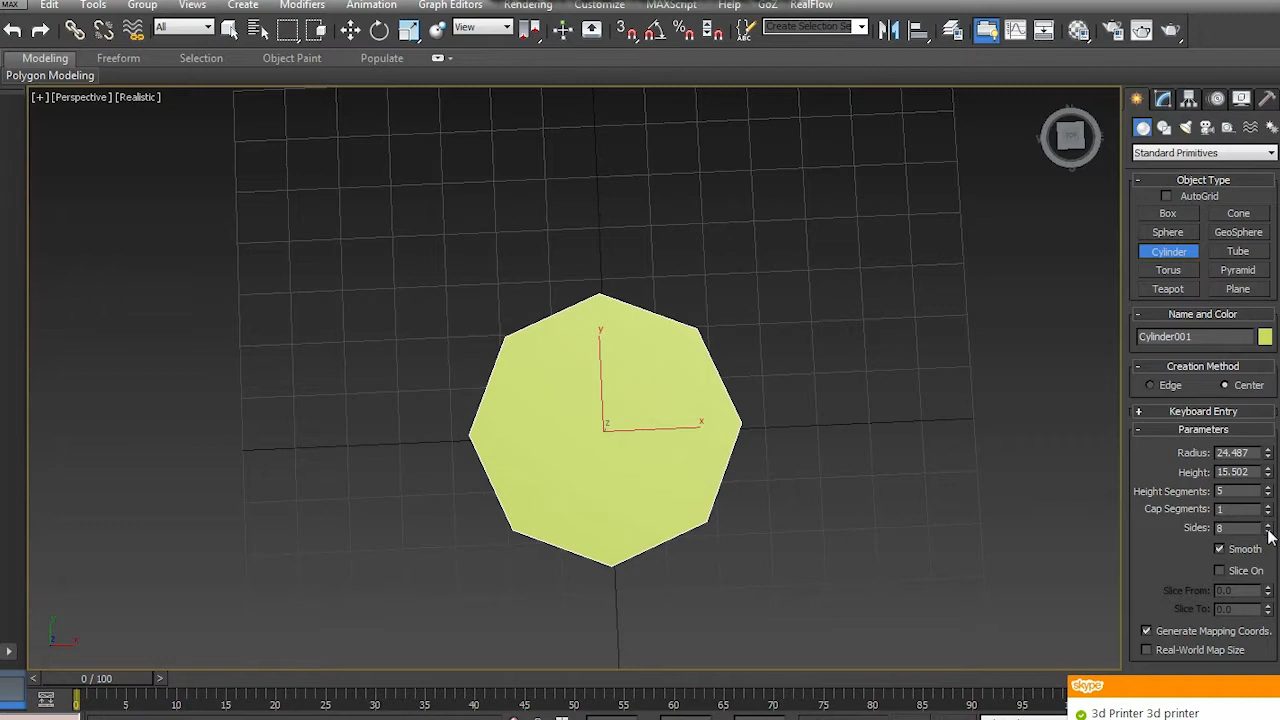 MAX Edit Tools Group Views Create Modifiers Animation Graph Editors Rendering Customize MAXScript Help GoZ RealFlow
All View Create Selection Se
Modeling Freeform Selection Object Paint Populate
Polygon Modeling
[+] [Perspective] [Realistic]
TOP
Standard Primitives
- Object Type
AutoGrid
Box Cone
Sphere GeoSphere
Cylinder Tube
Torus Pyramid
Teapot Plane
- Name and Color
Cylinder001
- Creation Method
Edge Center
+ Keyboard Entry
- Parameters
Radius: 24.487
Height: 15.502
Height Segments: 5
Cap Segments: 1
Sides: 8
Smooth
Slice On
Slice From: 0.0
Slice To: 0.0
Generate Mapping Coords.
Real-World Map Size
y
z x
y
z x
< 0 / 100 >
0 5 10 15 20 25 30 35 40 45 50 55 60 65 70 75 80 85 90 95
skype
3d Printer 3d printer